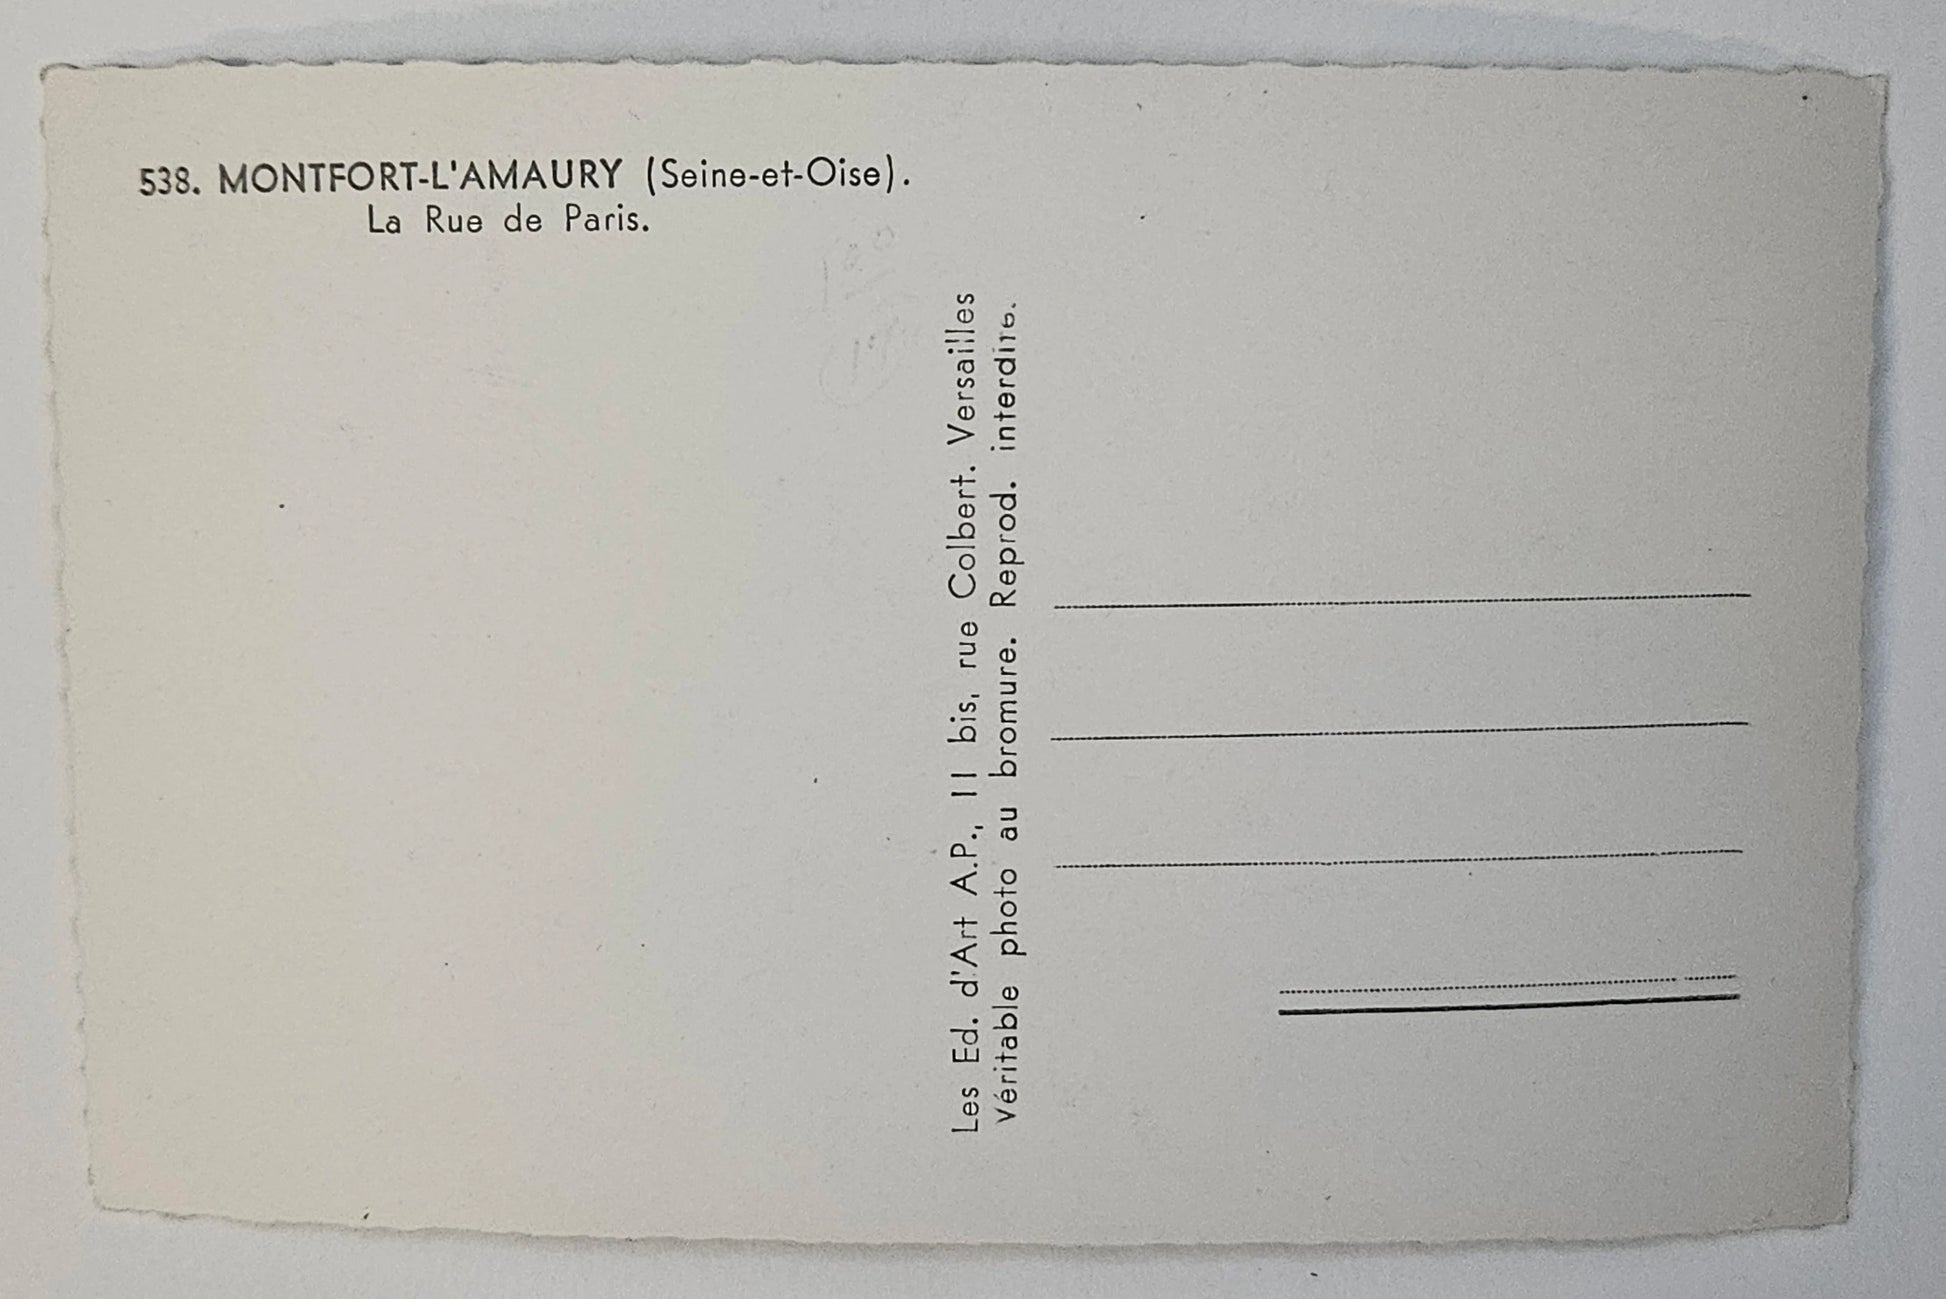 538. MONTFORT-L'AMAURY (Seine-et-Oise).
La Rue de Paris.
Les Ed. d'Art A.P., 11 bis, rue Colbert. Versailles
Véritable photo au bromure. Reprod. interdite.